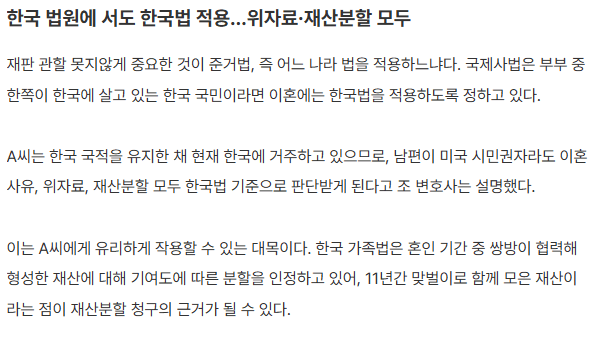 한국 법원에 서도 한국법 적용...위자료·재산분할 모두
재판 관할 못지않게 중요한 것이 준거법, 즉 어느 나라 법을 적용하느냐다. 국제사법은 부부 중
한쪽이 한국에 살고 있는 한국 국민이라면 이혼에는 한국법을 적용하도록 정하고 있다.
A씨는 한국 국적을 유지한 채 현재 한국에 거주하고 있으므로, 남편이 미국 시민권자라도 이혼
사유, 위자료, 재산분할 모두 한국법 기준으로 판단받게 된다고 조 변호사는 설명했다.
이는 A씨에게 유리하게 작용할 수 있는 대목이다. 한국 가족법은 혼인 기간 중 쌍방이 협력해
형성한 재산에 대해 기여도에 따른 분할을 인정하고 있어, 11년간 맞벌이로 함께 모은 재산이
라는 점이 재산분할 청구의 근거가 될 수 있다.